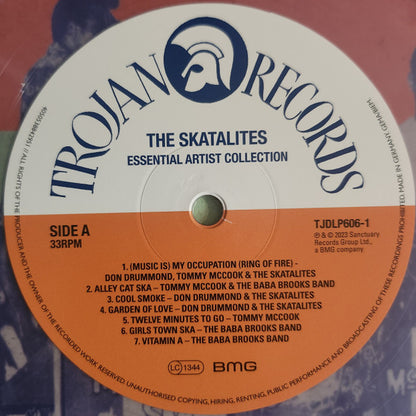 TROJAN RECORDS
THE SKATALITES
ESSENTIAL ARTIST COLLECTION
SIDE A
33RPM
TJDLP606-1
℗ & © 2023 Sanctuary
Records Group Ltd.,
a BMG company
1. (MUSIC IS) MY OCCUPATION (RING OF FIRE) -
DON DRUMMOND, TOMMY MCCOOK & THE SKATALITES
2. ALLEY CAT SKA – TOMMY MCCOOK & THE BABA BROOKS BAND
3. COOL SMOKE – DON DRUMMOND & THE SKATALITES
4. GARDEN OF LOVE – DON DRUMMOND & THE SKATALITES
5. TWELVE MINUTES TO GO – TOMMY MCCOOK
6. GIRLS TOWN SKA – THE BABA BROOKS BAND
7. VITAMIN A – THE BABA BROOKS BAND
LC 1344 BMG
// ALL RIGHTS OF THE PRODUCER AND THE OWNER OF THE RECORDED WORK RESERVED UNAUTHORISED COPYING, HIRING, RENTING, PUBLIC PERFORMANCE AND BROADCASTING OF THESE RECORDINGS PROHIBITED. MADE IN GERMANY. GEMA/BIEM.